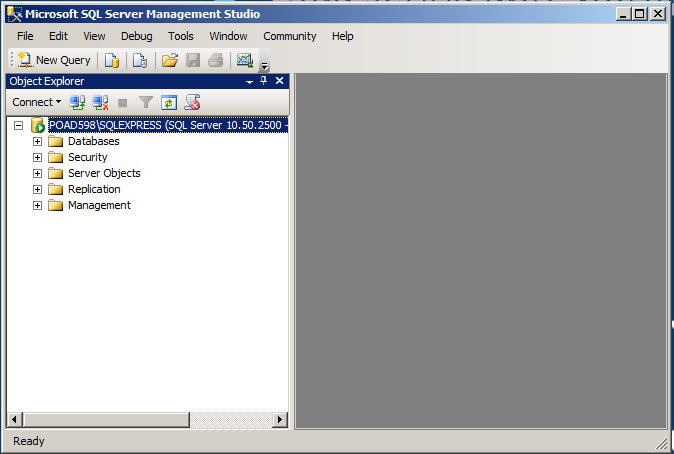 Microsoft SQL Server Management Studio
File Edit View Debug Tools Window Community Help
New Query
Object Explorer
Connect
POAD598\SQLEXPRESS (SQL Server 10.50.2500 -
Databases
Security
Server Objects
Replication
Management
Ready